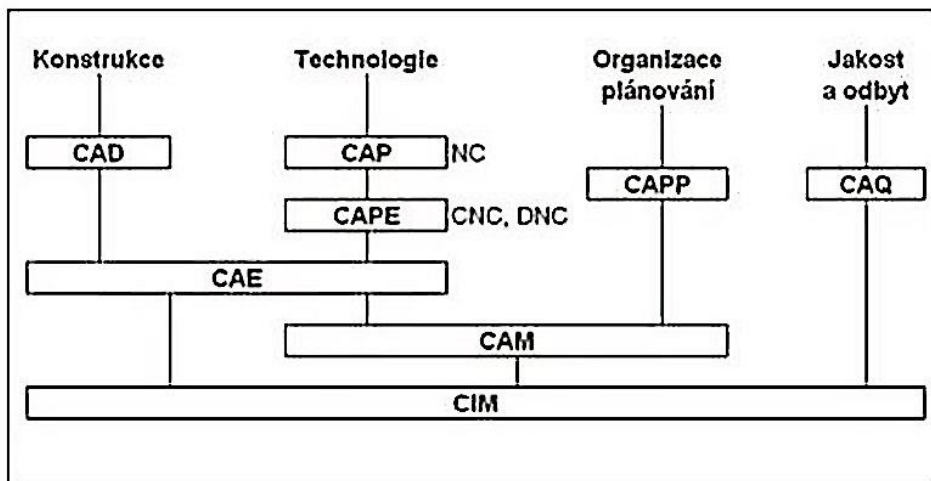 Konstrukce
Technologie
Organizace
plánování
Jakost
a odbyt
CAD
CAP
NC
CAPP
CAQ
CAPE
CNC, DNC
CAE
CAM
CIM